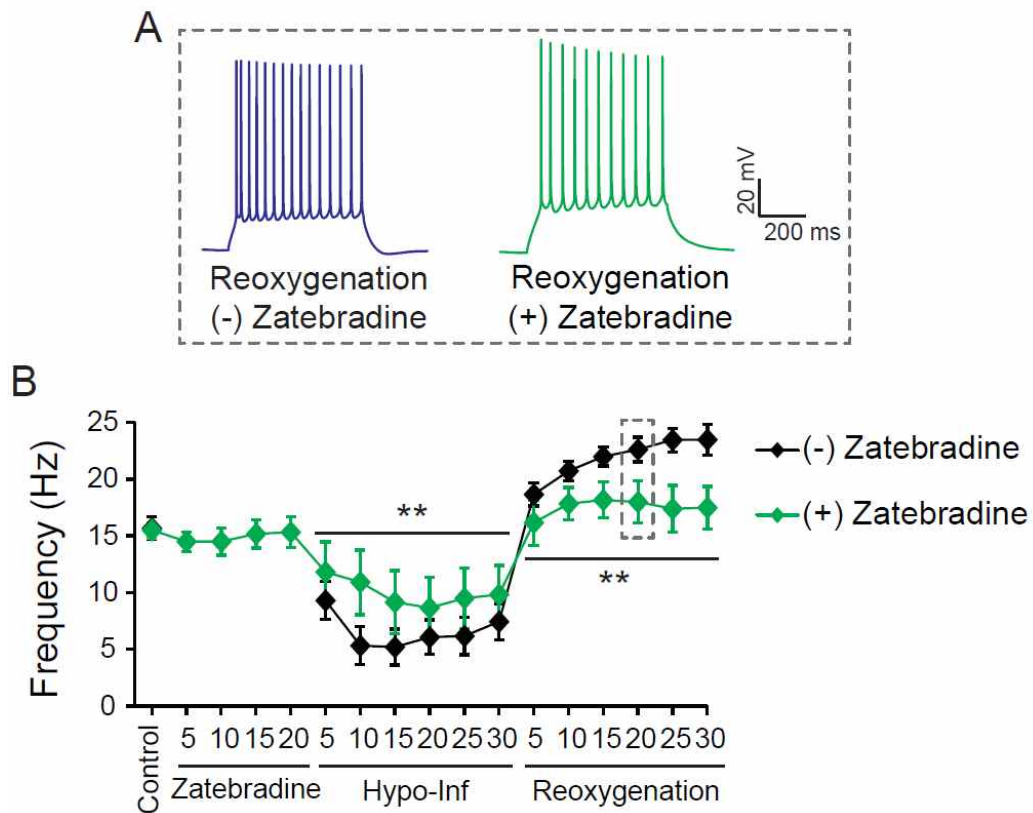 A
20 mV
200 ms
Reoxygenation
(-) Zatebradine
Reoxygenation
(+) Zatebradine
B
Frequency (Hz)
25
20
15
10
5
0
**
**
(-) Zatebradine
(+) Zatebradine
Control
5 10 15 20 5 10 15 20 25 30 5 10 15 20 25 30
Zatebradine Hypo-Inf Reoxygenation